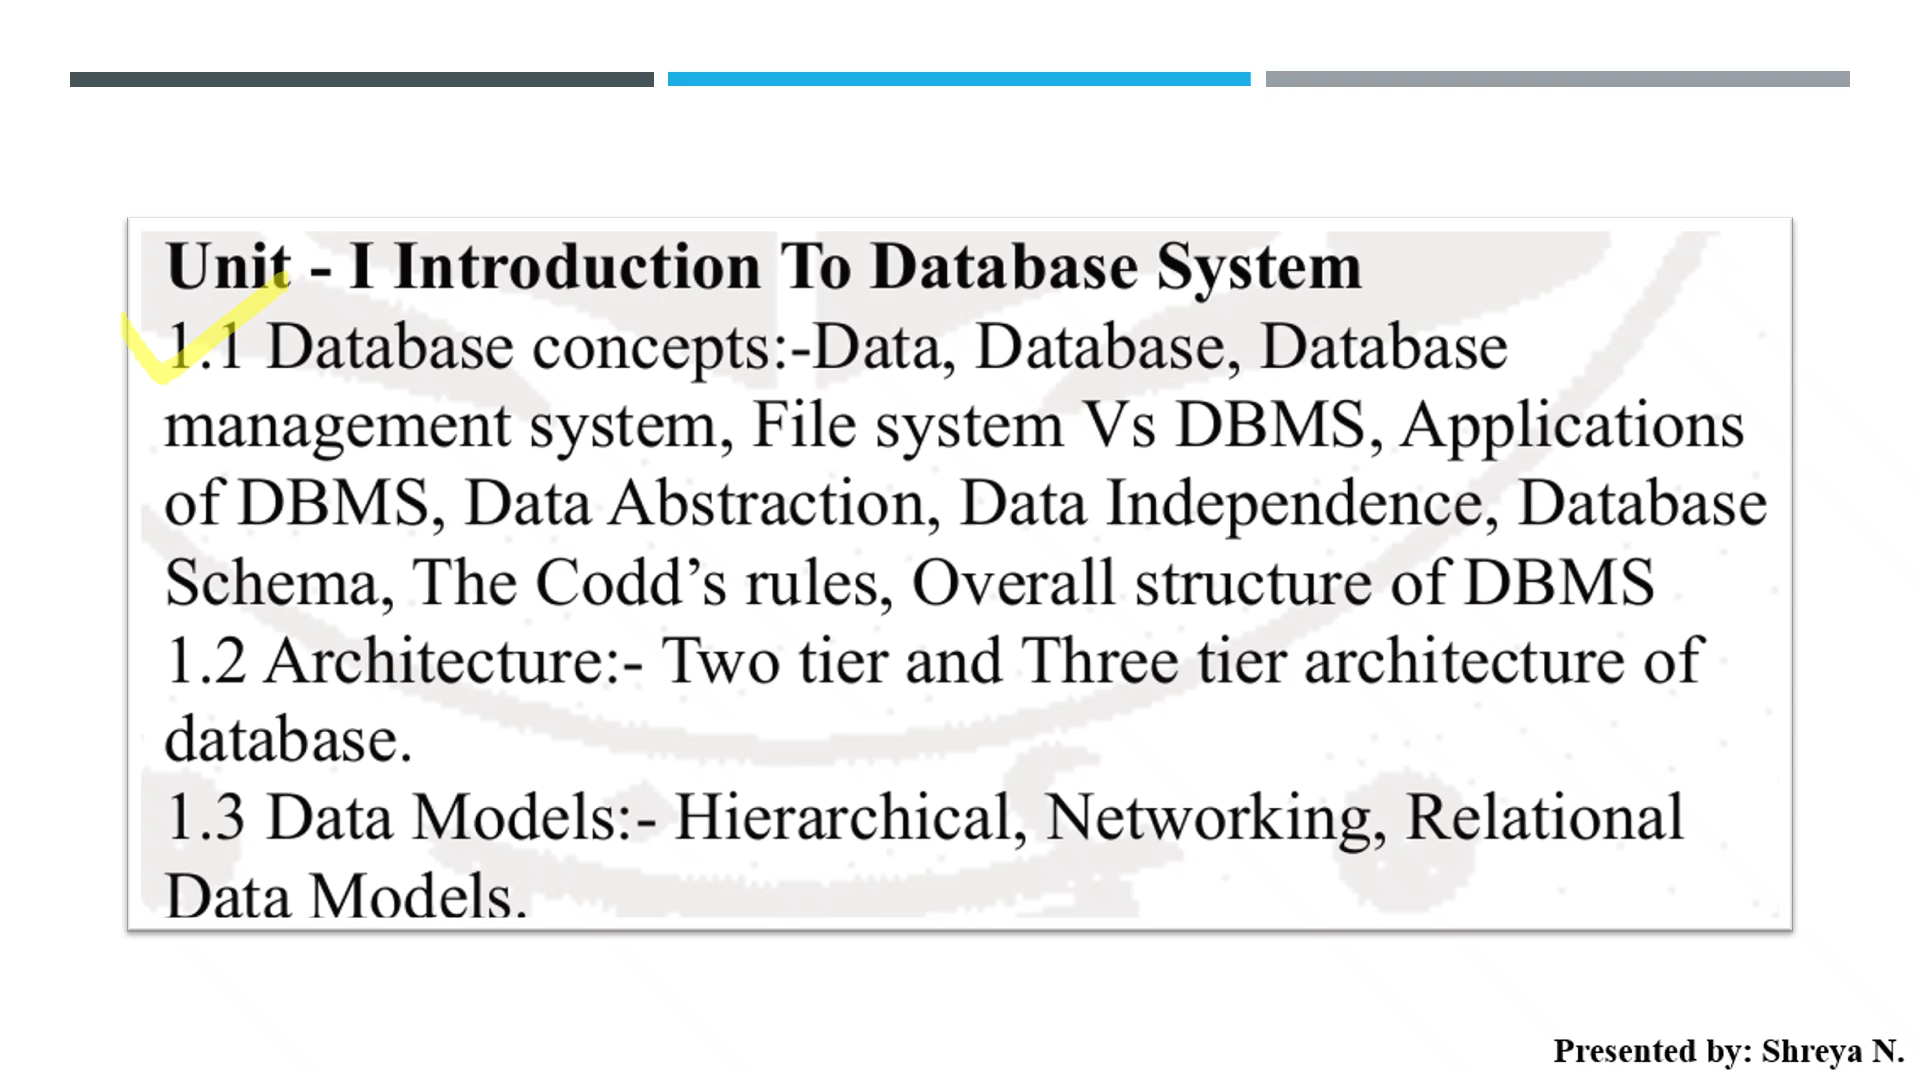 Unit - I Introduction To Database System
1.1 Database concepts:-Data, Database, Database
management system, File system Vs DBMS, Applications
of DBMS, Data Abstraction, Data Independence, Database
Schema, The Codd’s rules, Overall structure of DBMS
1.2 Architecture:- Two tier and Three tier architecture of
database.
1.3 Data Models:- Hierarchical, Networking, Relational
Data Models.
Presented by: Shreya N.